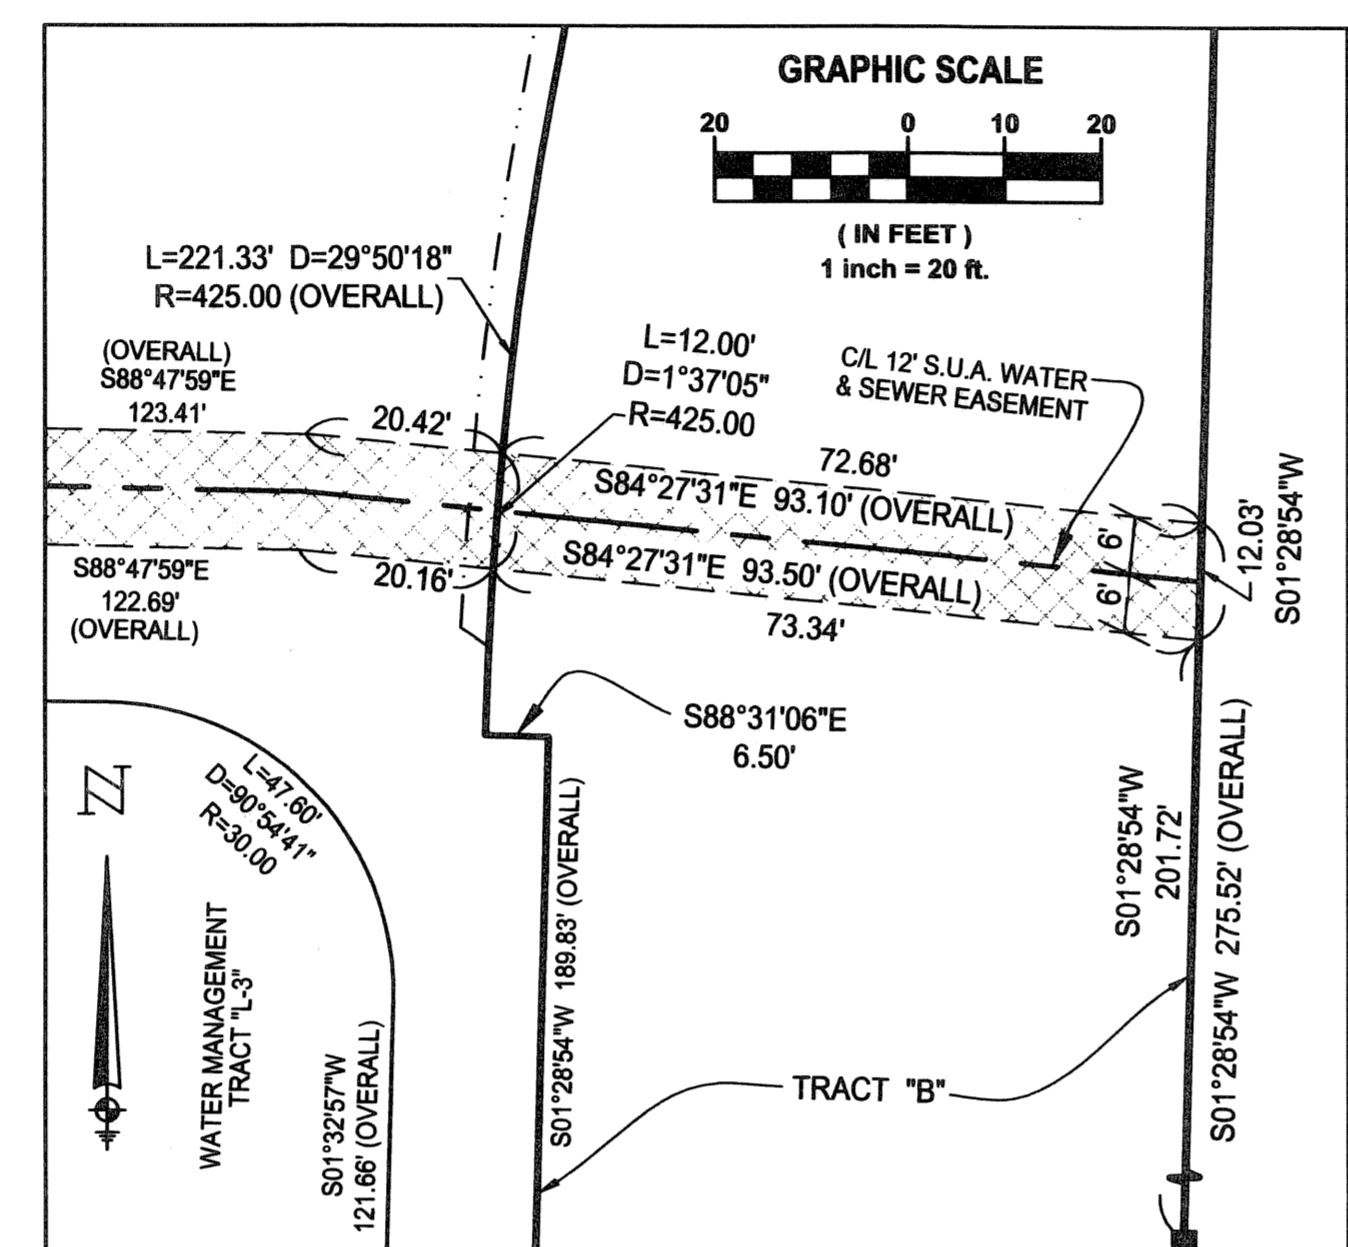 GRAPHIC SCALE
20 0 10 20
( IN FEET )
1 inch = 20 ft.
L=221.33' D=29°50'18"
R=425.00 (OVERALL)
(OVERALL)
S88°47'59"E
123.41'
20.42'
L=12.00'
D=1°37'05"
R=425.00
C/L 12' S.U.A. WATER
& SEWER EASEMENT
72.68'
S84°27'31"E 93.10' (OVERALL)
S84°27'31"E 93.50' (OVERALL)
73.34'
6'
6'
12.03'
S01°28'54"W
S88°47'59"E
122.69'
(OVERALL)
20.16'
S88°31'06"E
6.50'
N
L=47.60'
D=90°54'41"
R=30.00
WATER MANAGEMENT
TRACT "L-3"
S01°32'57"W
121.66' (OVERALL)
S01°28'54"W 189.83' (OVERALL)
TRACT "B"
S01°28'54"W
201.72'
S01°28'54"W 275.52' (OVERALL)